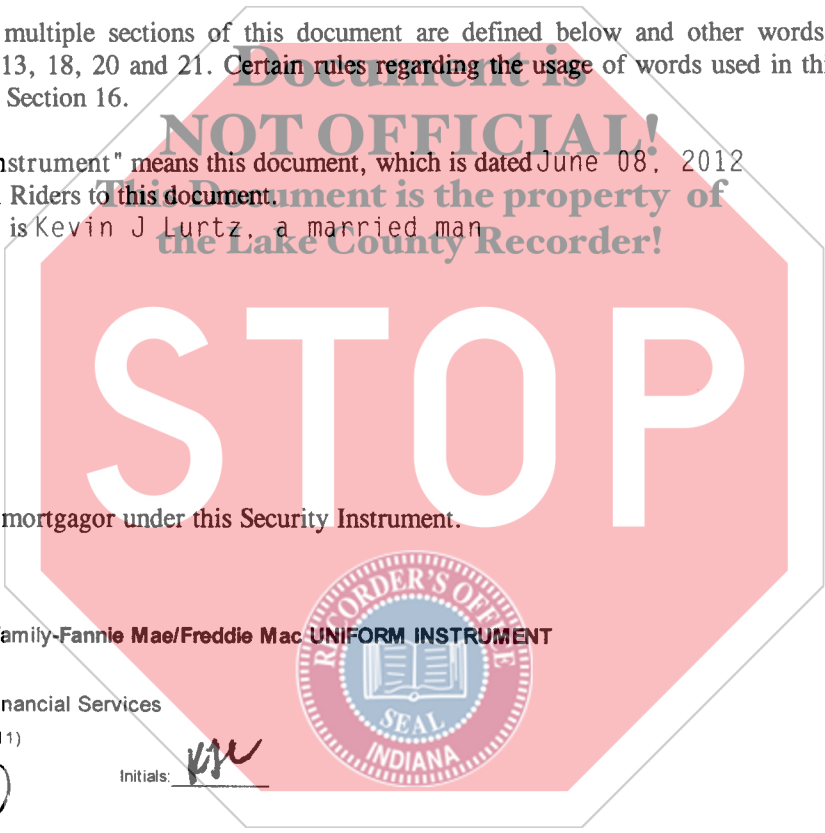 multiple sections of this document are defined below and other words
13, 18, 20 and 21. Certain rules regarding the usage of words used in thi
Section 16.
Document is
NOT OFFICIAL!
This Document is the property of
the Lake County Recorder!
nstrument" means this document, which is dated June 08, 2012
Riders to this document.
is Kevin J Lurtz, a married man
STOP
mortgagor under this Security Instrument.
RECORDER'S OFFICE
SEAL
INDIANA
amily-Fannie Mae/Freddie Mac UNIFORM INSTRUMENT
nancial Services
11)
Initials: KJL